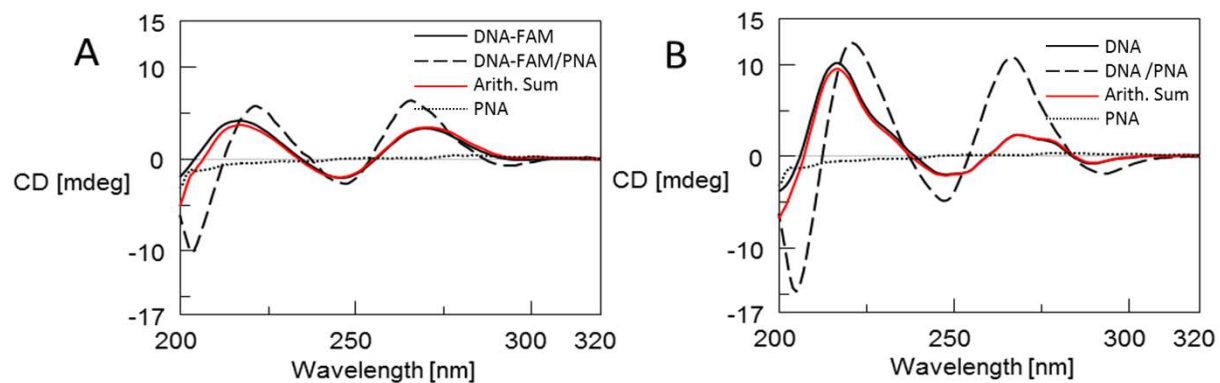 A
15
10
0
-10
-17
CD [mdeg]
DNA-FAM
DNA-FAM/PNA
Arith. Sum
PNA
200
250
300
320
Wavelength [nm]
B
15
10
0
-10
-17
CD [mdeg]
DNA
DNA /PNA
Arith. Sum
PNA
200
250
300
320
Wavelength [nm]